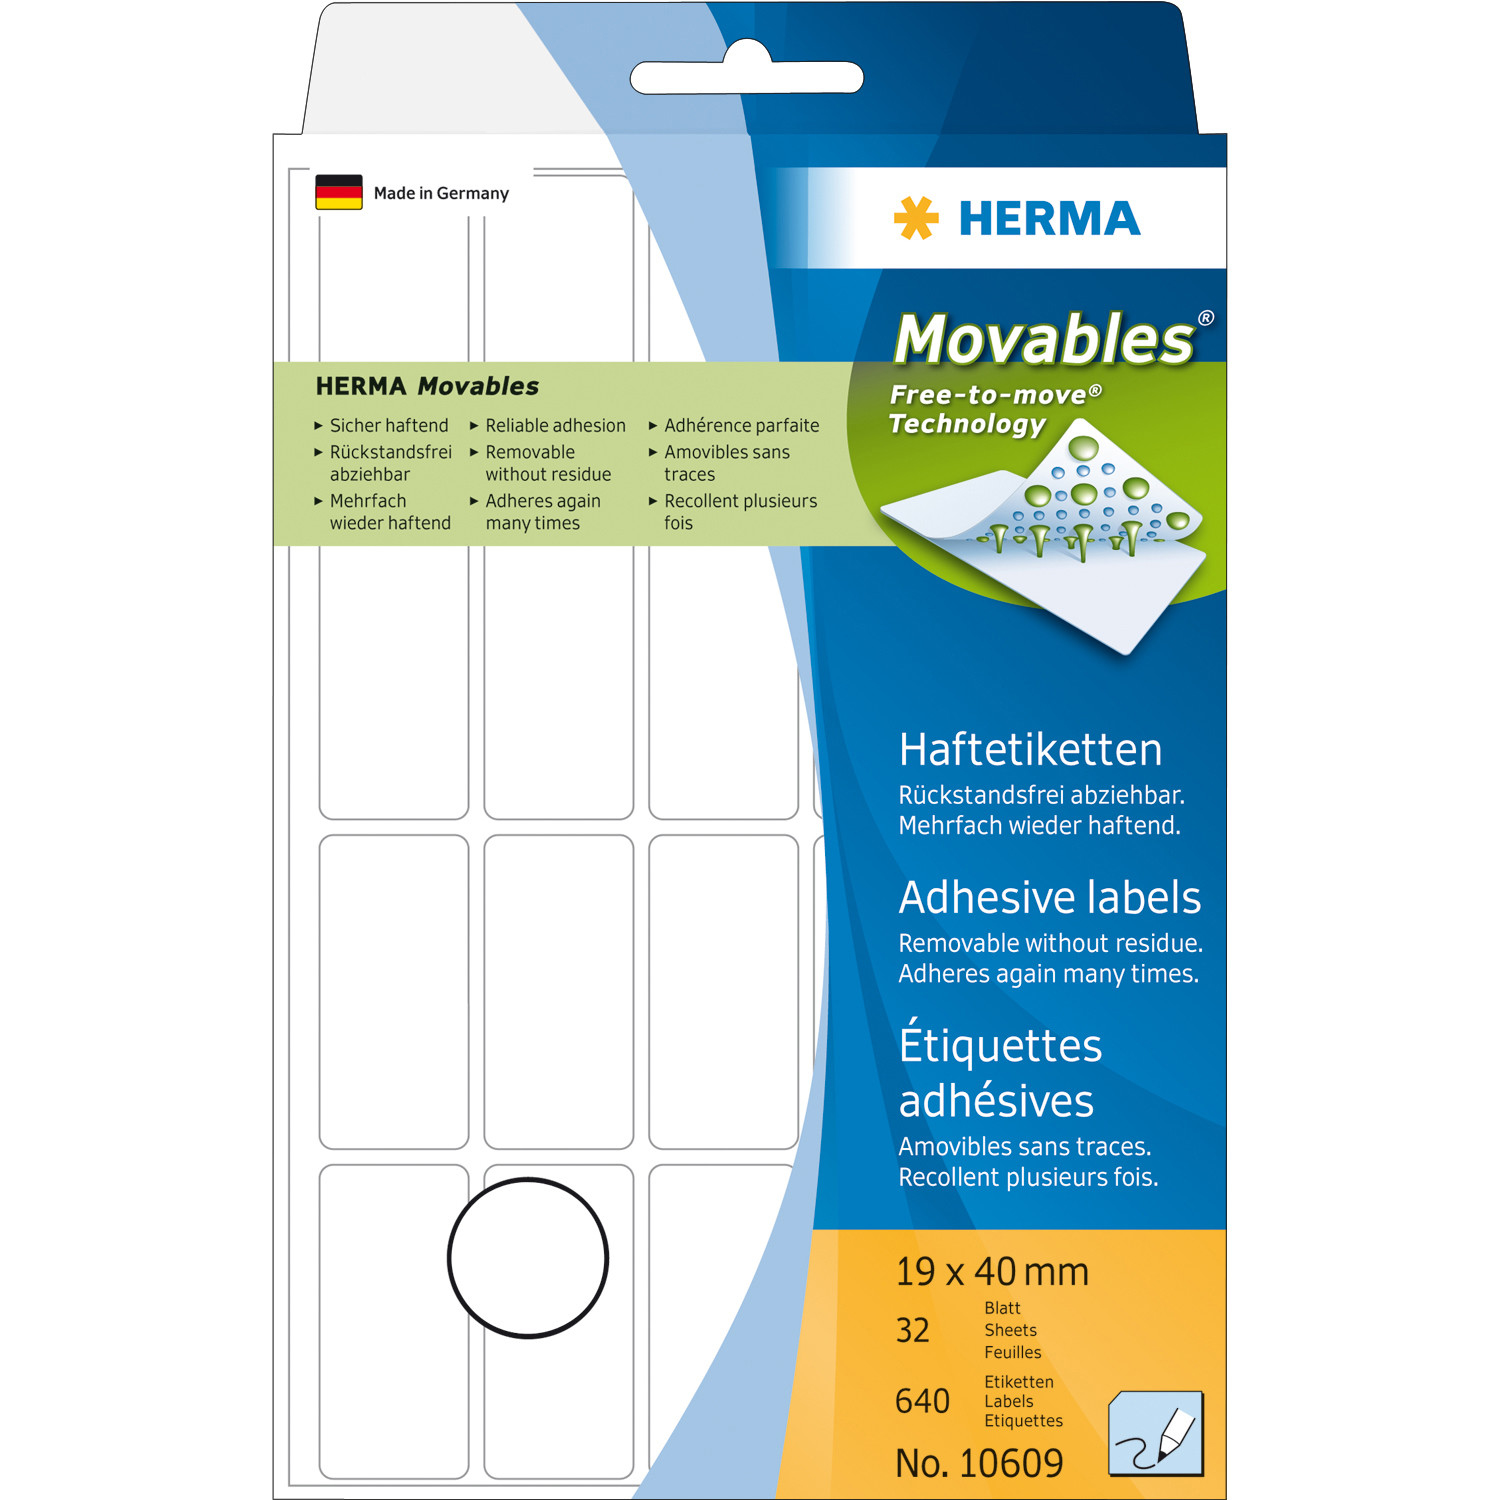 Made in Germany
HERMA
Movables®
Free-to-move®
Technology
HERMA Movables
▸ Sicher haftend
▸ Rückstandsfrei
abziehbar
▸ Mehrfach
wieder haftend
▸ Reliable adhesion
▸ Removable
without residue
▸ Adheres again
many times
▸ Adhérence parfaite
▸ Amovibles sans
traces
▸ Recollent plusieurs
fois
Haftetiketten
Rückstandsfrei abziehbar.
Mehrfach wieder haftend.
Adhesive labels
Removable without residue.
Adheres again many times.
Étiquettes
adhésives
Amovibles sans traces.
Recollent plusieurs fois.
19 x 40 mm
32
Blatt
Sheets
Feuilles
640
Etiketten
Labels
Etiquettes
No. 10609